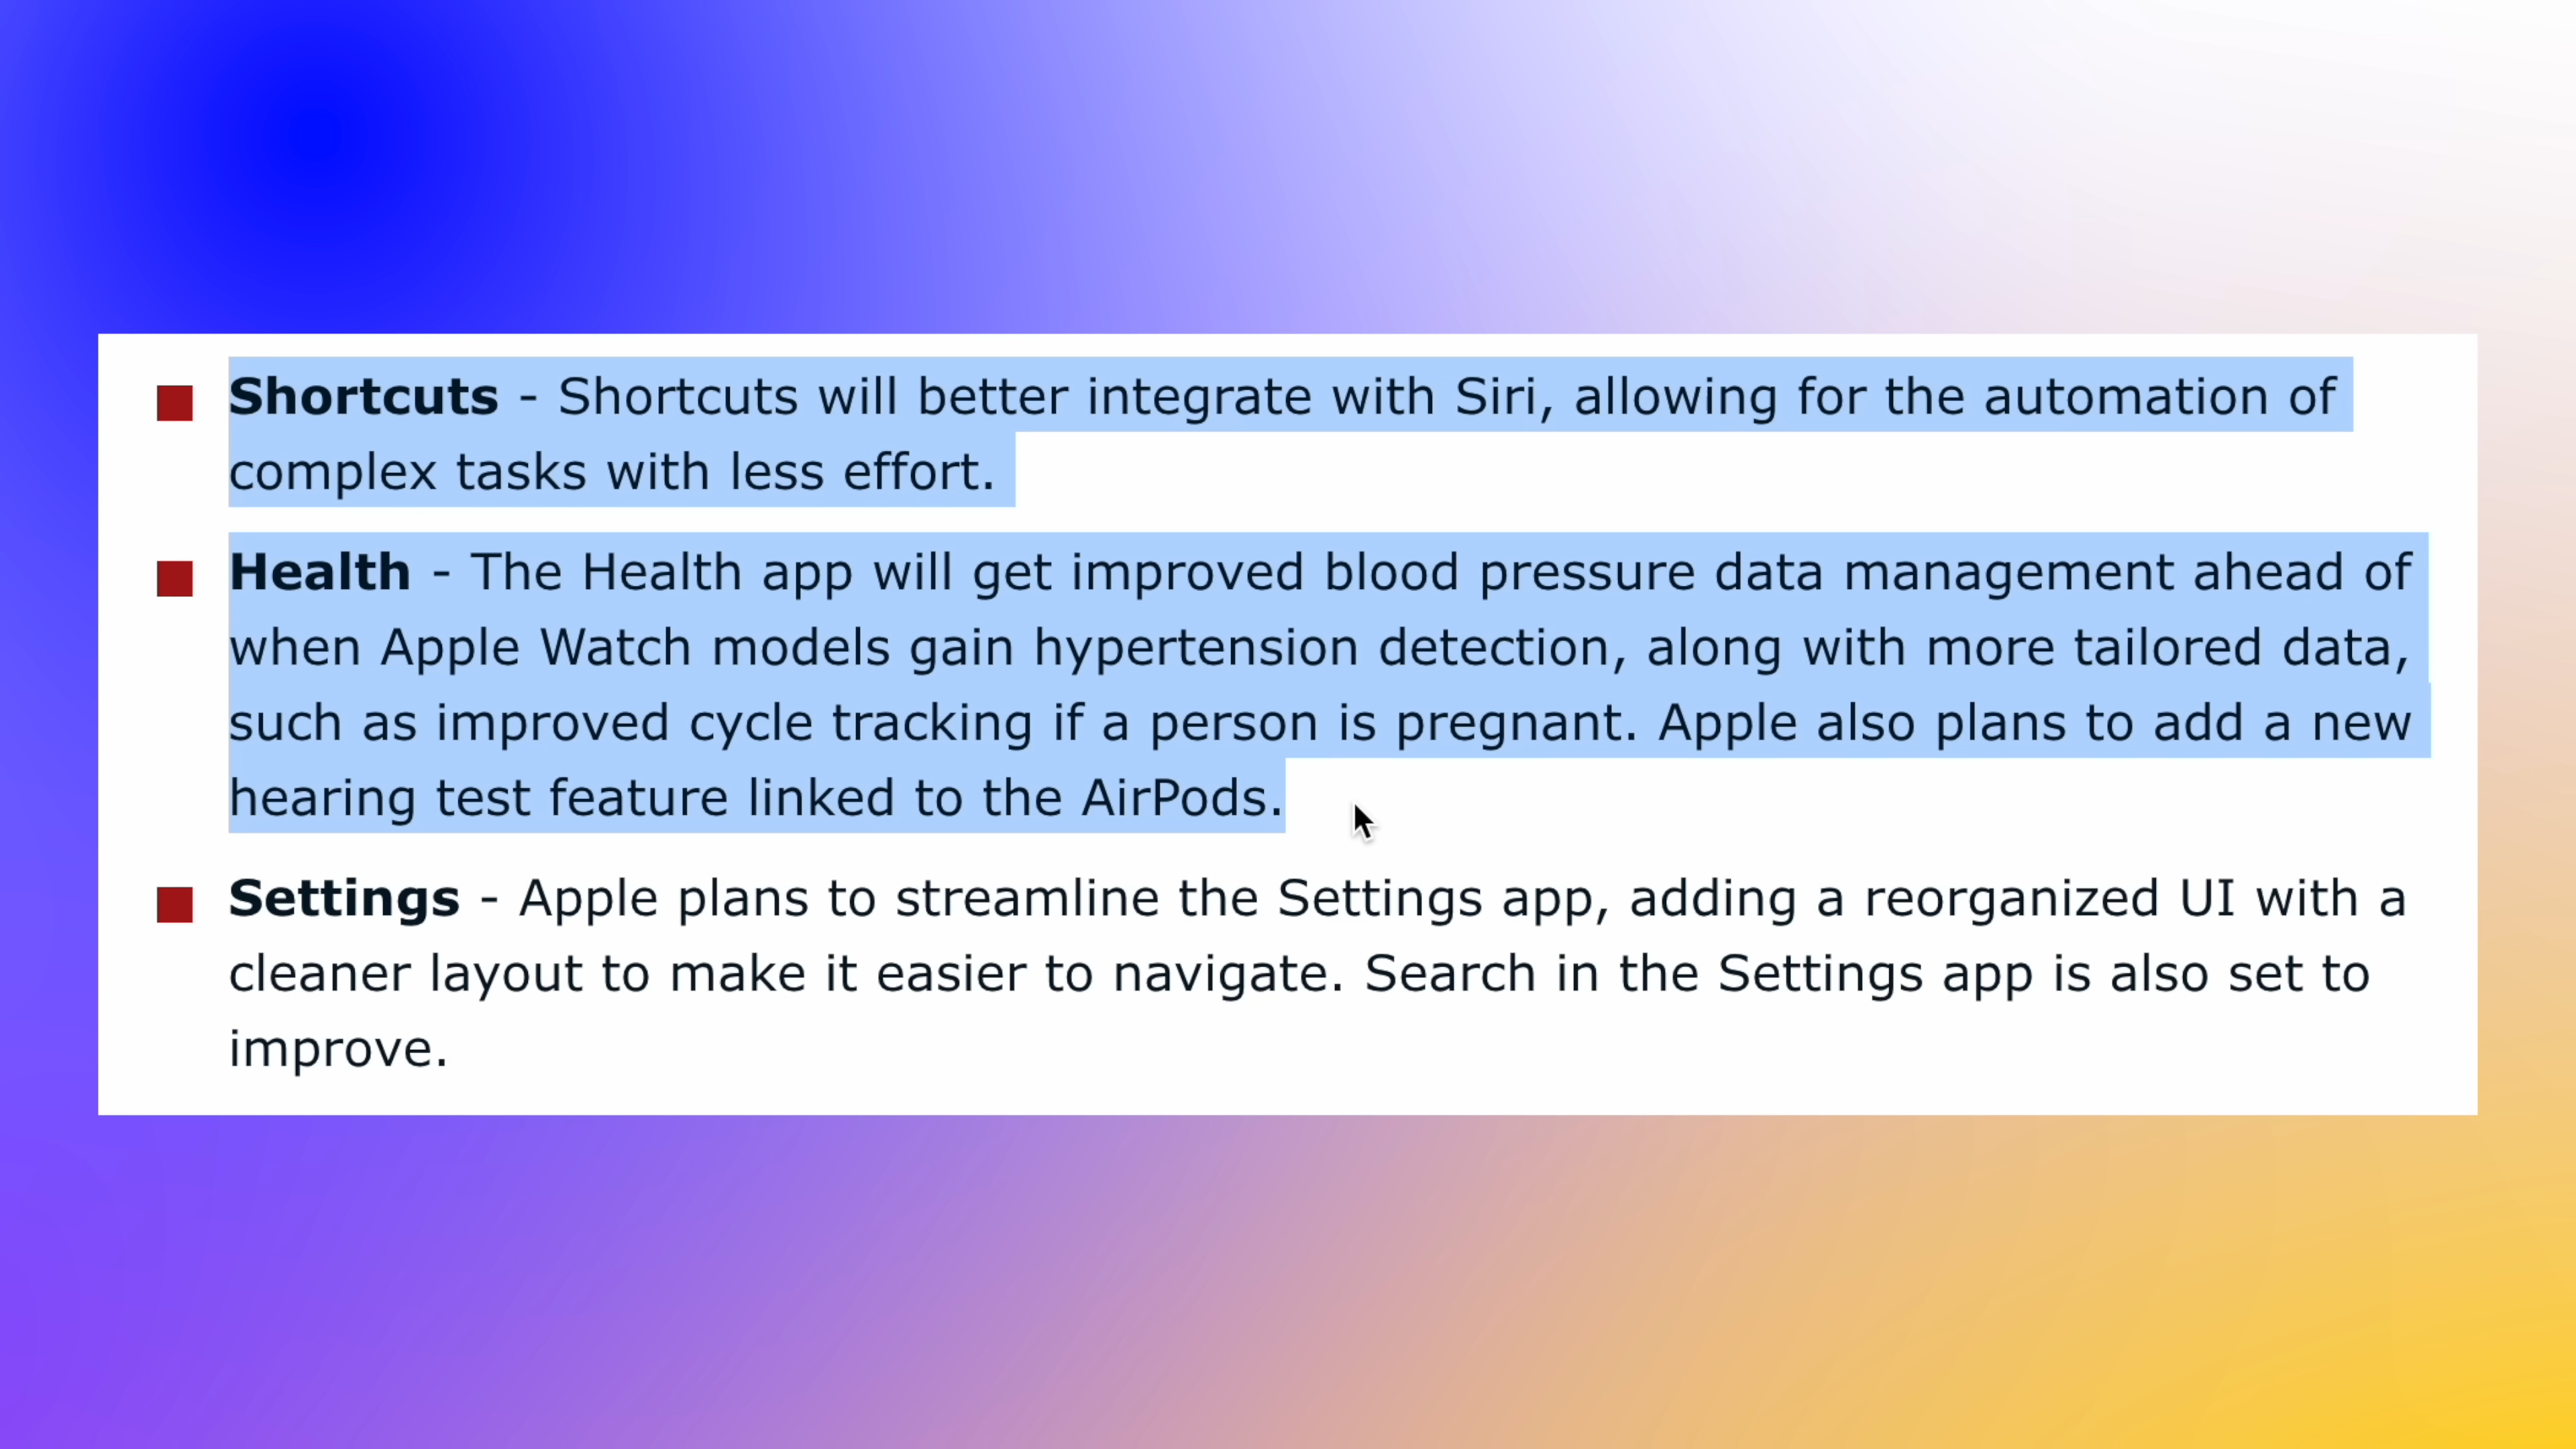 Shortcuts - Shortcuts will better integrate with Siri, allowing for the automation of
complex tasks with less effort.
Health - The Health app will get improved blood pressure data management ahead of
when Apple Watch models gain hypertension detection, along with more tailored data,
such as improved cycle tracking if a person is pregnant. Apple also plans to add a new
hearing test feature linked to the AirPods.
Settings - Apple plans to streamline the Settings app, adding a reorganized UI with a
cleaner layout to make it easier to navigate. Search in the Settings app is also set to
improve.